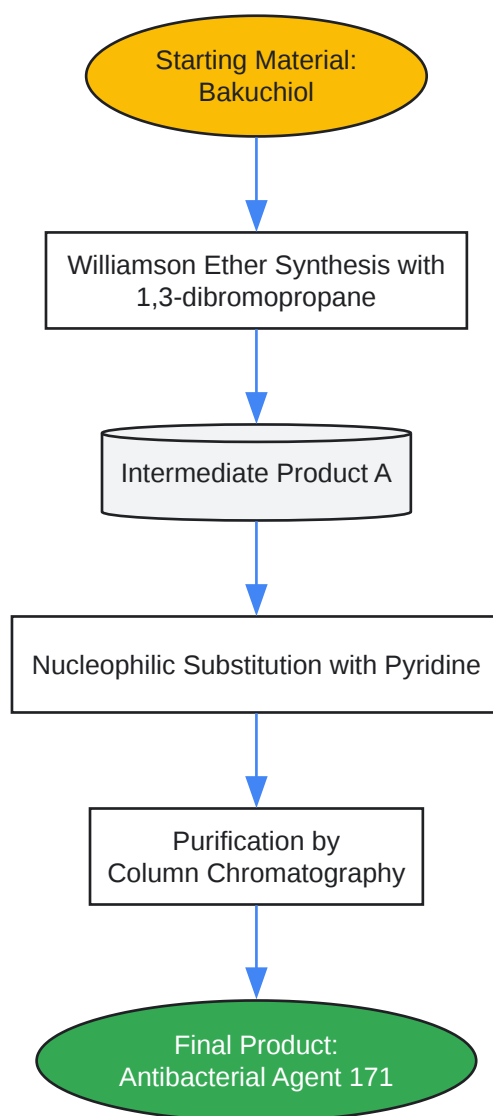 Starting Material:
Bakuchiol
Williamson Ether Synthesis with
1,3-dibromopropane
Intermediate Product A
Nucleophilic Substitution with Pyridine
Purification by
Column Chromatography
Final Product:
Antibacterial Agent 171